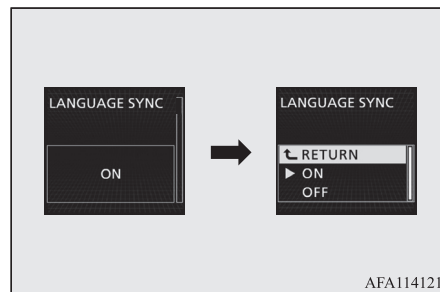 LANGUAGE SYNC
ON
LANGUAGE SYNC
RETURN
ON
OFF
AFA114121